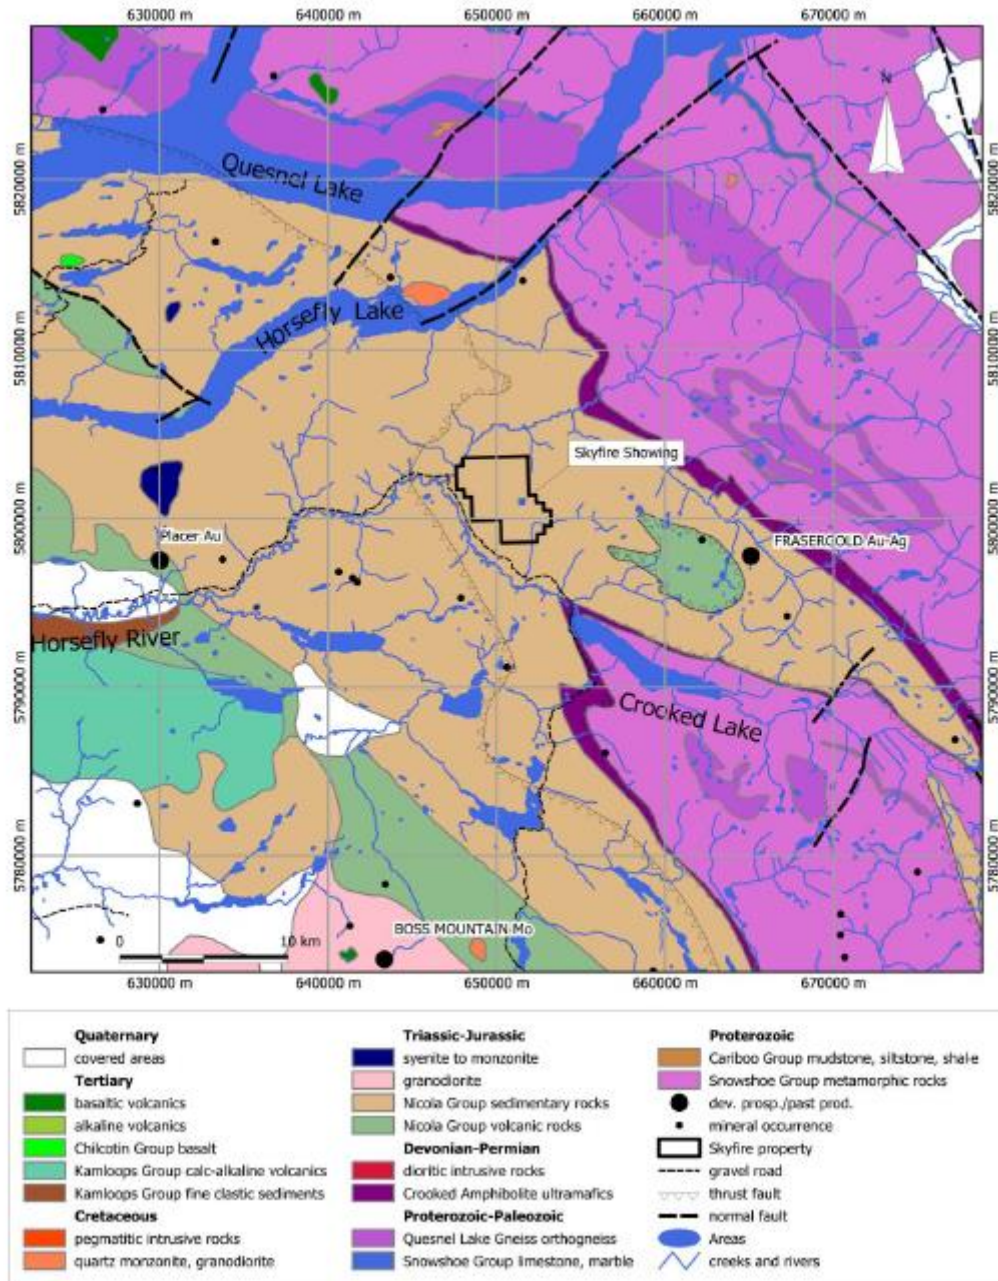 630000 m 640000 m 650000 m 660000 m 670000 m
N
5820000 m 5820000 m
Quesnel Lake
Horsefly Lake
5810000 m 5810000 m
Skyfire Showing
5800000 m 5800000 m
Placer Au
FRASERGOLD Au-Ag
Horsefly River
5790000 m 5790000 m
Crooked Lake
5780000 m 5780000 m
BOSS MOUNTAIN Mo
0 10 km
630000 m 640000 m 650000 m 660000 m 670000 m
Quaternary
covered areas
Tertiary
basaltic volcanics
alkaline volcanics
Chilcotin Group basalt
Kamloops Group calc-alkaline volcanics
Kamloops Group fine clastic sediments
Cretaceous
pegmatitic intrusive rocks
quartz monzonite, granodiorite
Triassic-Jurassic
syenite to monzonite
granodiorite
Nicola Group sedimentary rocks
Nicola Group volcanic rocks
Devonian-Permian
dioritic intrusive rocks
Crooked Amphibolite ultramafics
Proterozoic-Paleozoic
Quesnel Lake Gneiss orthogneiss
Snowshoe Group limestone, marble
Proterozoic
Cariboo Group mudstone, siltstone, shale
Snowshoe Group metamorphic rocks
dev. prosp./past prod.
mineral occurrence
Skyfire property
gravel road
thrust fault
normal fault
Areas
creeks and rivers